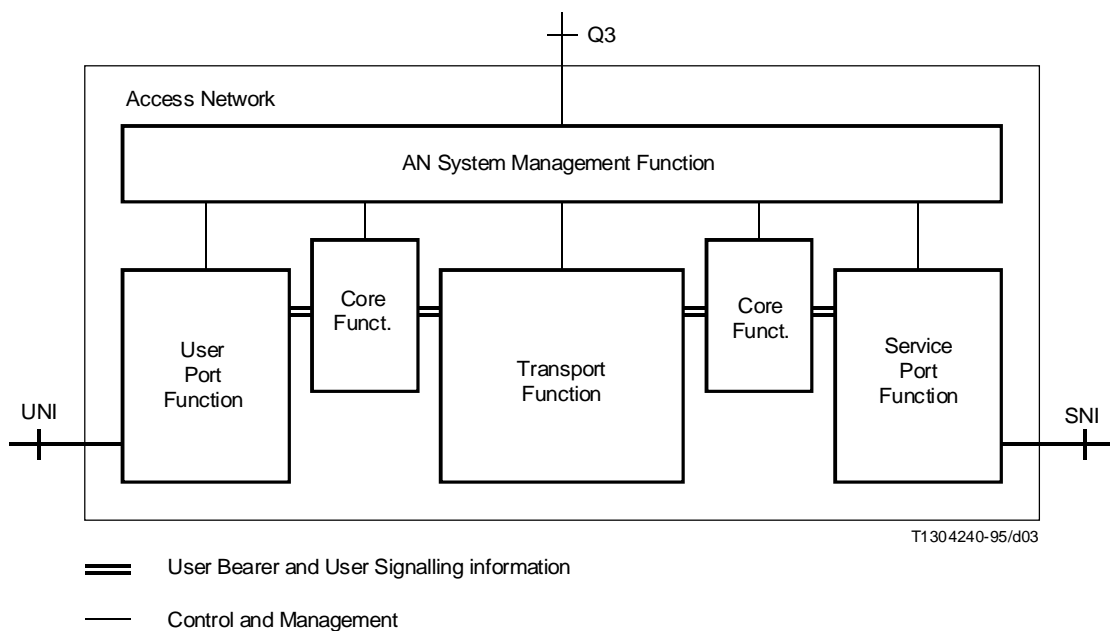 Q3
Access Network
AN System Management Function
User
Port
Function
Core
Funct.
Transport
Function
Core
Funct.
Service
Port
Function
UNI
SNI
T1304240-95/d03
User Bearer and User Signalling information
Control and Management